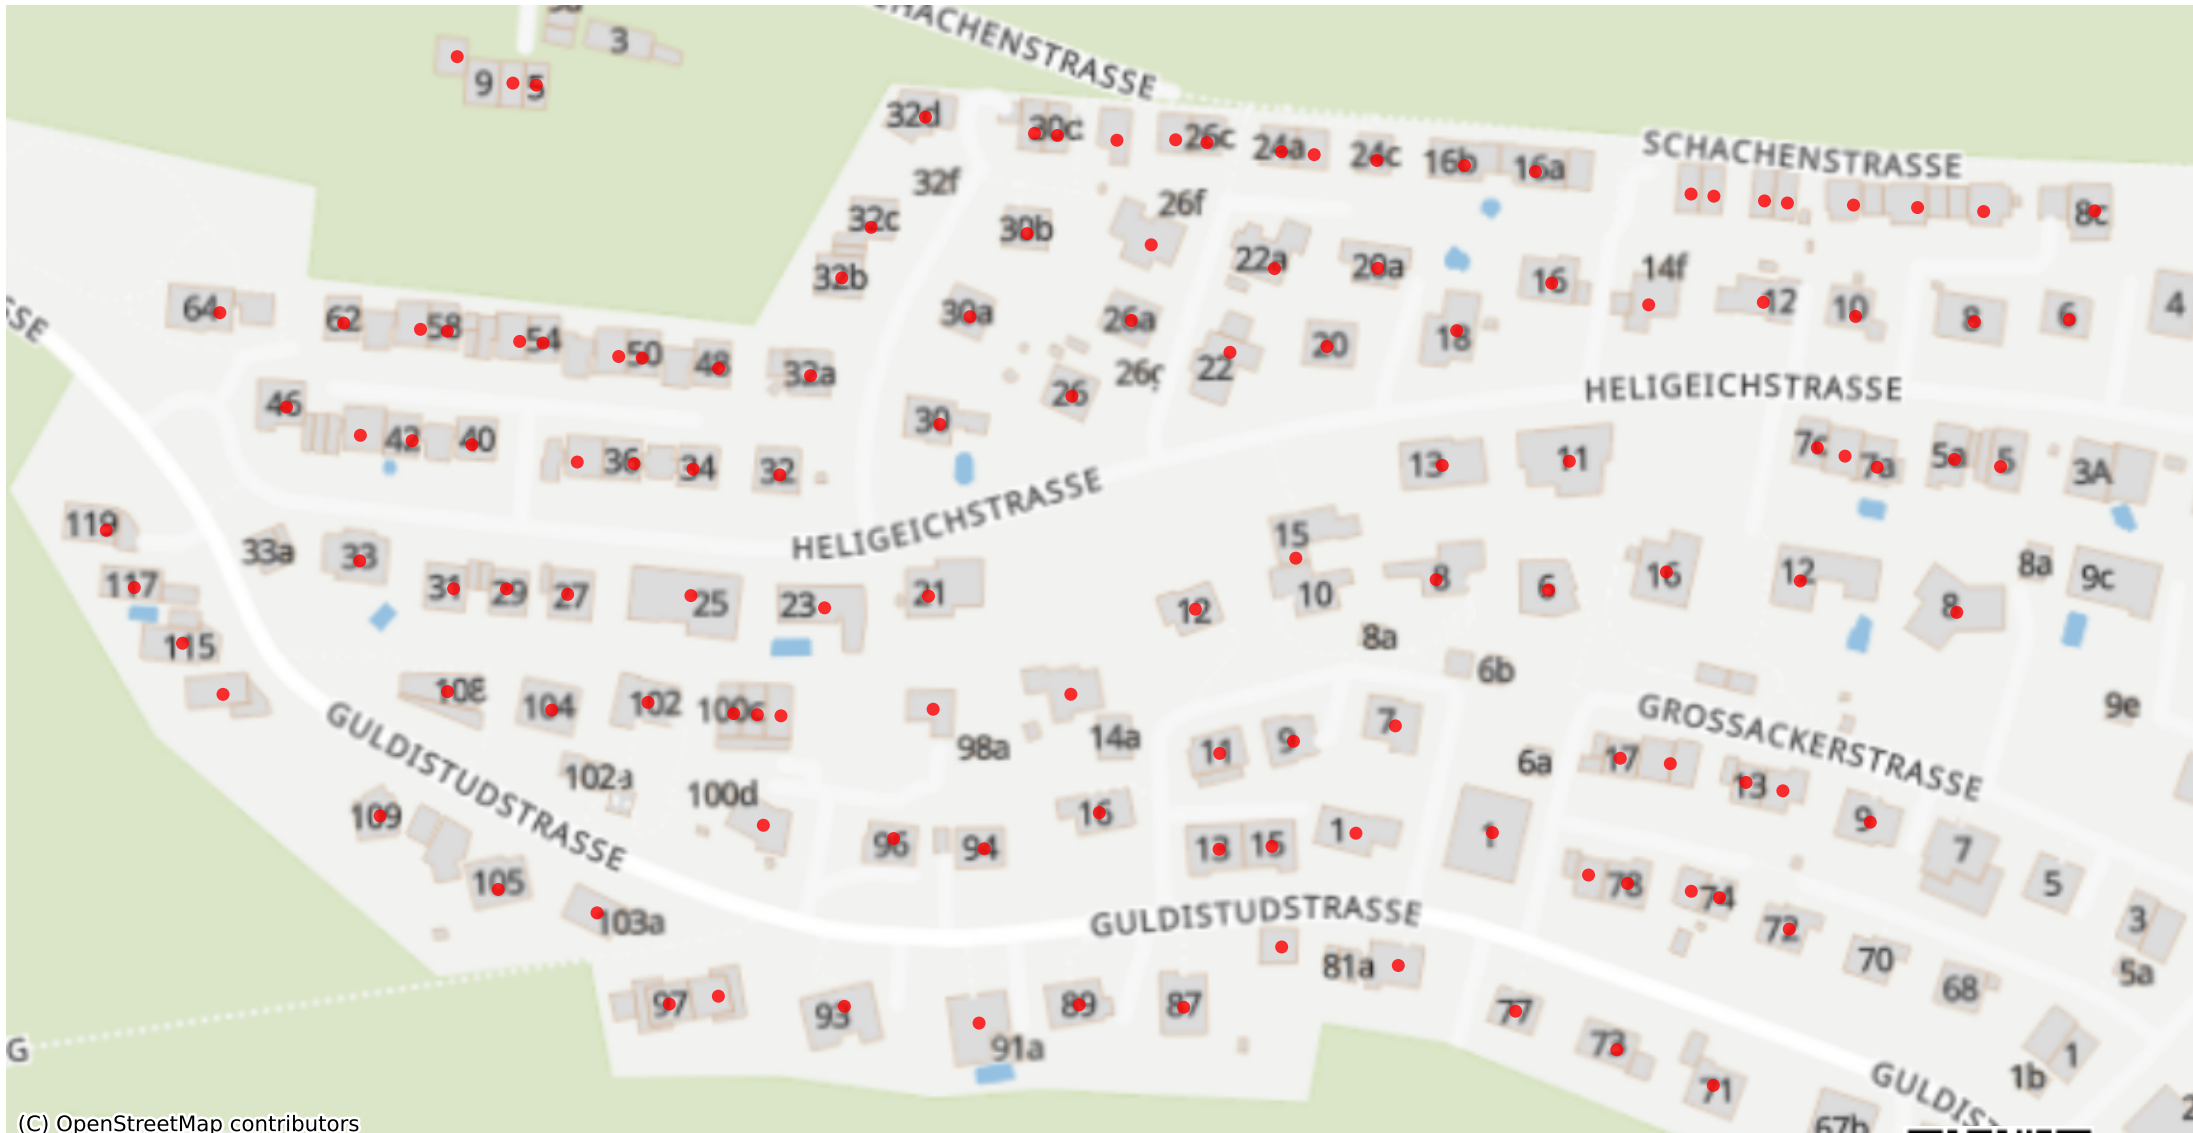 SCHACHENSTRASSE
3
9 5
32d 30c 26c 24a 24c 16b 16a
SCHACHENSTRASSE
32f 26f
32c 30b 8c
32b 22a 20a 16 14f
64 62 58 54 50 48 30a 26a 12 10 8 6 4
33a 26g 22 20 18
HELIGEICHSTRASSE
46 42 40 36 34 32 30 26
13 11 7c 7a 5a 5 3A
HELIGEICHSTRASSE
119 33a 33 15 8a 9c
117 31 29 27 25 23 21 12 10 8 6 16 12 8
115 8a 6b
108 104 102 100c 98a 14a 11 9 7 9e
GULDISTUDSTRASSE
GROSSACKERSTRASSE
102a 100d 6a 17 13
109 96 94 16 13 15 1 1 9 7 5 3
105 103a 78 74 72 70 68 5a
GULDISTUDSTRASSE
97 93 91a 89 87 81a 77 73 71 1 1b
67b
G
(C) OpenStreetMap contributors